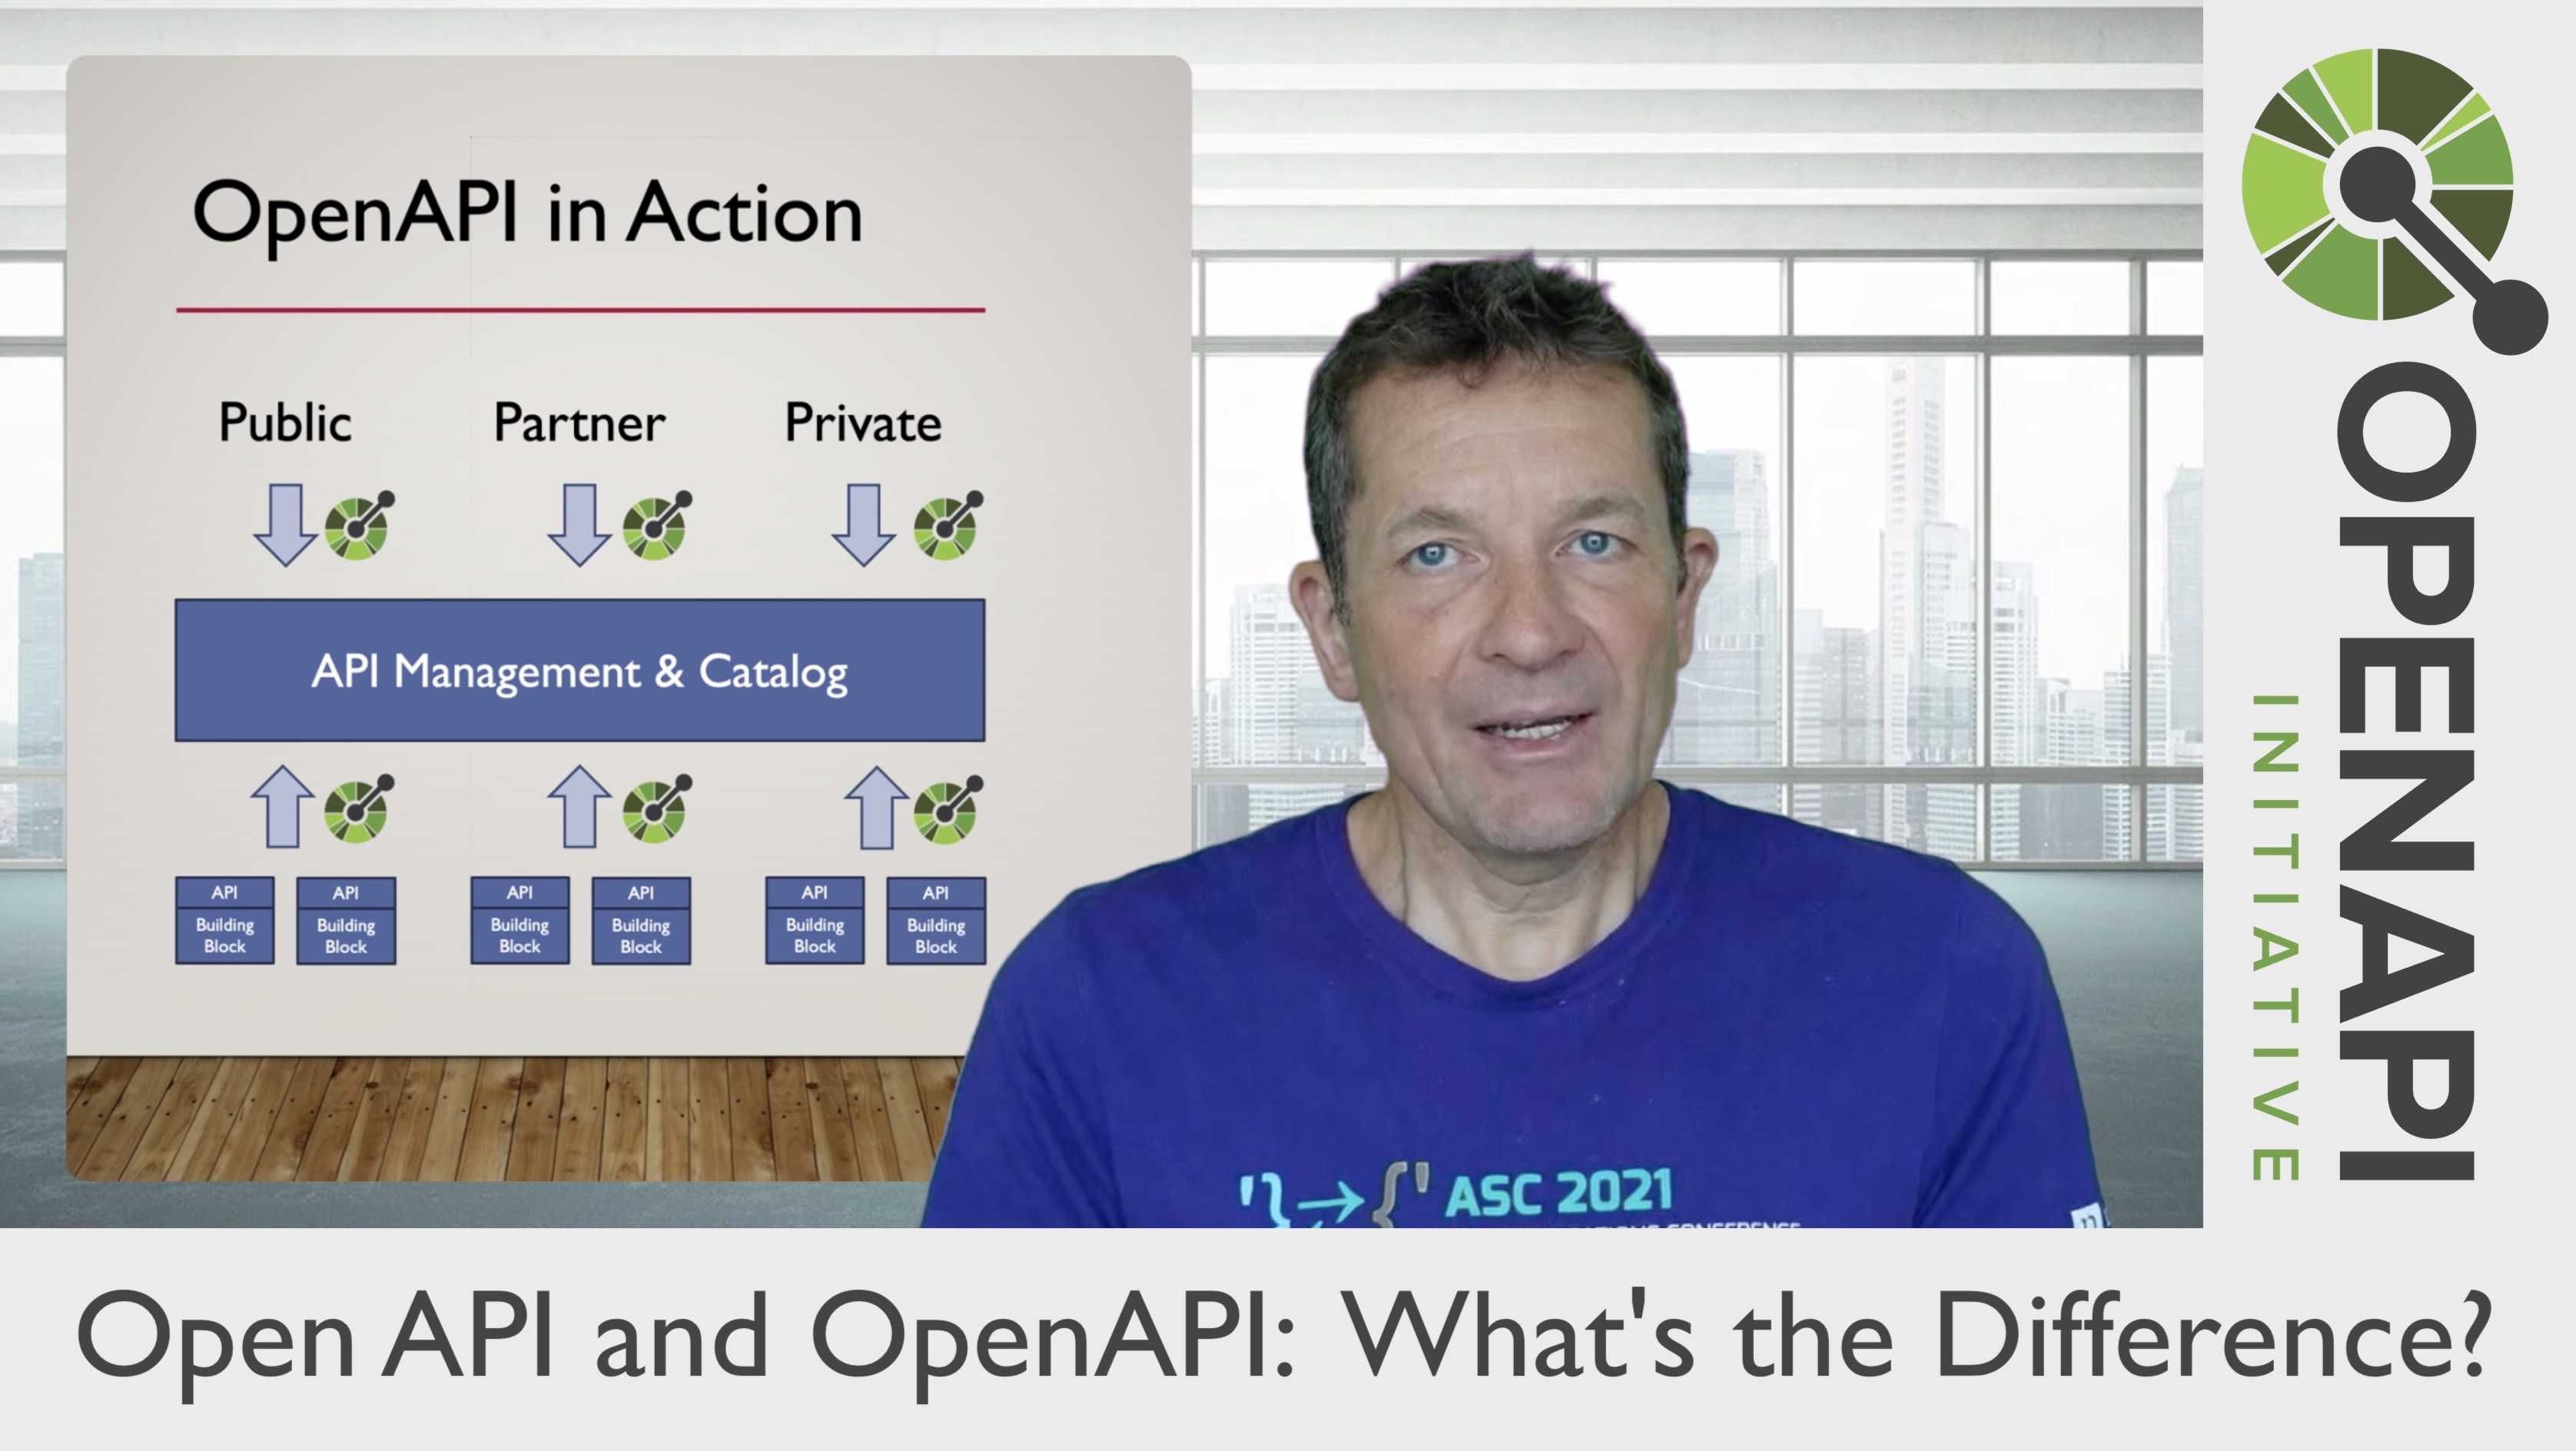 OpenAPI in Action
Public Partner Private
API Management & Catalog
API API API API API API
Building Block Building Block Building Block Building Block Building Block Building Block
'}→{' ASC 2021
CONFERENCE
n
OPENAPI
INITIATIVE
Open API and OpenAPI: What's the Difference?